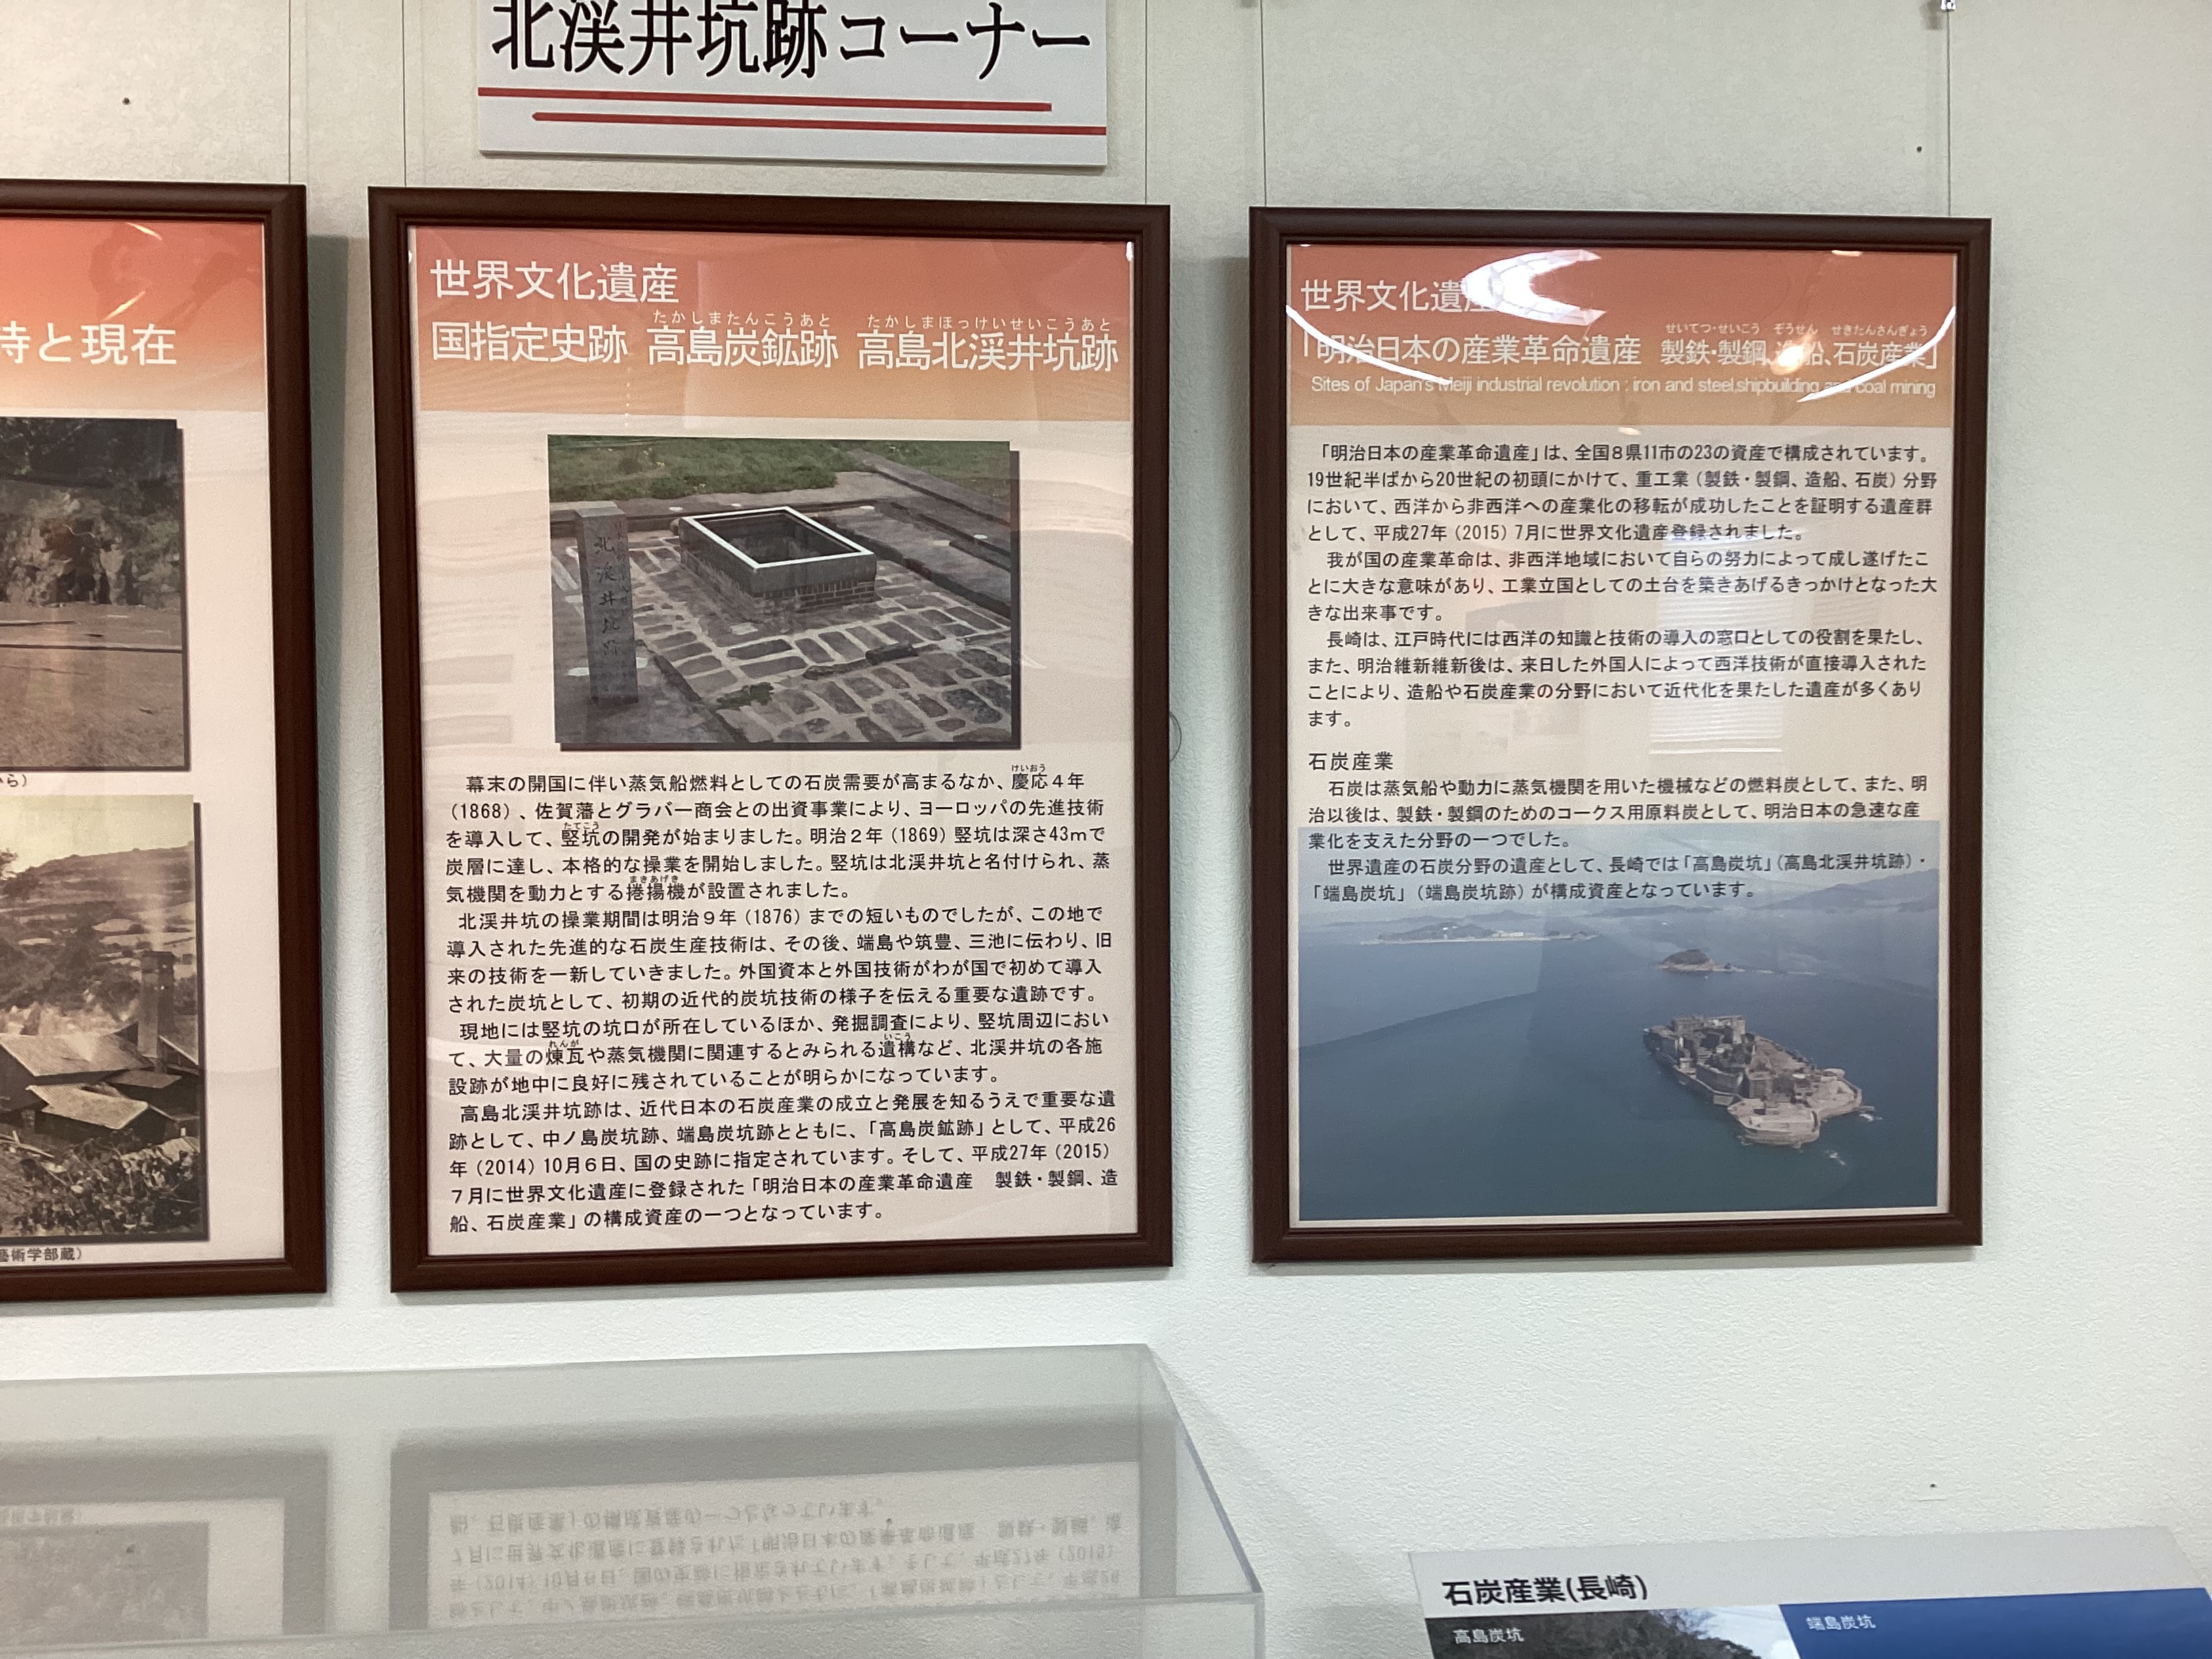 北渓井坑跡コーナー
時と現在
ら)
藝術学部蔵)
世界文化遺産
たかしまたんこうあと たかしまほっけいせいこうあと
国指定史跡 高島炭鉱跡 高島北渓井坑跡
北渓井坑跡
幕末の開国に伴い蒸気船燃料としての石炭需要が高まるなか、慶応４年
けいおう
(1868)、佐賀藩とグラバー商会との出資事業により、ヨーロッパの先進技術
たてこう
を導入して、竪坑の開発が始まりました。明治２年(1869)竪坑は深さ43mで
炭層に達し、本格的な操業を開始しました。竪坑は北渓井坑と名付けられ、蒸
まきあげき
気機関を動力とする捲揚機が設置されました。
北渓井坑の操業期間は明治９年(1876)までの短いものでしたが、この地で
導入された先進的な石炭生産技術は、その後、端島や筑豊、三池に伝わり、旧
来の技術を一新していきました。外国資本と外国技術がわが国で初めて導入
された炭坑として、初期の近代的炭坑技術の様子を伝える重要な遺跡です。
現地には竪坑の坑口が所在しているほか、発掘調査により、竪坑周辺におい
れんが いこう
て、大量の煉瓦や蒸気機関に関連するとみられる遺構など、北渓井坑の各施
設跡が地中に良好に残されていることが明らかになっています。
高島北渓井坑跡は、近代日本の石炭産業の成立と発展を知るうえで重要な遺
跡として、中ノ島炭坑跡、端島炭坑跡とともに、「高島炭鉱跡」として、平成26
年(2014)10月６日、国の史跡に指定されています。そして、平成27年(2015)
７月に世界文化遺産に登録された「明治日本の産業革命遺産　製鉄・製鋼、造
船、石炭産業」の構成資産の一つとなっています。
世界文化遺産
せいてつ・せいこう ぞうせん せきたんさんぎょう
「明治日本の産業革命遺産 製鉄・製鋼、造船、石炭産業」
Sites of Japan's Meiji industrial revolution : iron and steel,shipbuilding and coal mining
「明治日本の産業革命遺産」は、全国８県11市の23の資産で構成されています。
19世紀半ばから20世紀の初頭にかけて、重工業(製鉄・製鋼、造船、石炭)分野
において、西洋から非西洋への産業化の移転が成功したことを証明する遺産群
として、平成27年(2015)7月に世界文化遺産登録されました。
我が国の産業革命は、非西洋地域において自らの努力によって成し遂げたこ
とに大きな意味があり、工業立国としての土台を築きあげるきっかけとなった大
きな出来事です。
長崎は、江戸時代には西洋の知識と技術の導入の窓口としての役割を果たし、
また、明治維新維新後は、来日した外国人によって西洋技術が直接導入された
ことにより、造船や石炭産業の分野において近代化を果たした遺産が多くあり
ます。
石炭産業
石炭は蒸気船や動力に蒸気機関を用いた機械などの燃料炭として、また、明
治以後は、製鉄・製鋼のためのコークス用原料炭として、明治日本の急速な産
業化を支えた分野の一つでした。
世界遺産の石炭分野の遺産として、長崎では「高島炭坑」(高島北渓井坑跡)・
「端島炭坑」(端島炭坑跡)が構成資産となっています。
石炭産業(長崎)
高島炭坑
端島炭坑